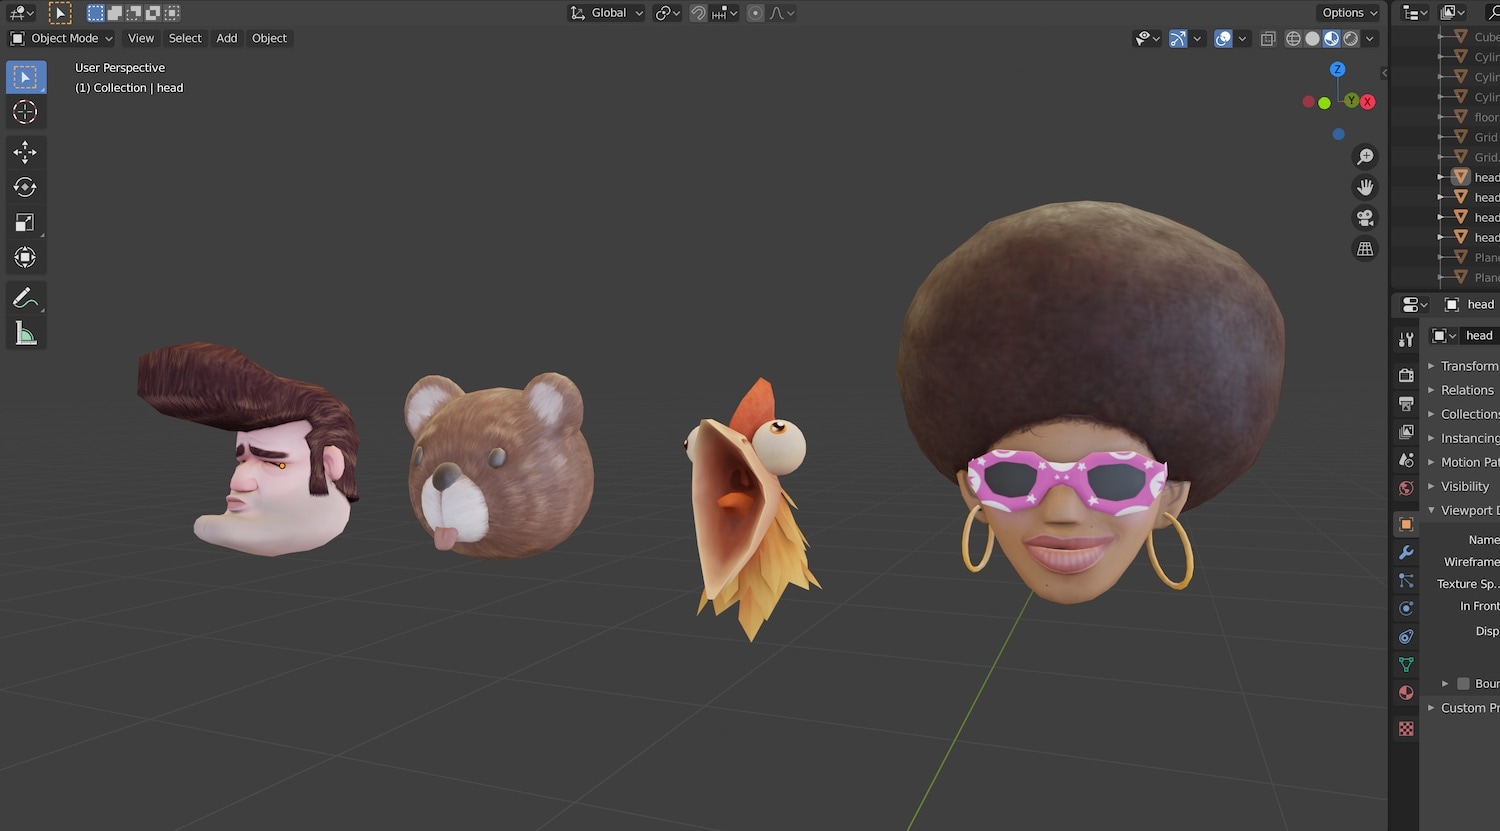 Global
Options
Object Mode
View
Select
Add
Object
User Perspective
(1) Collection | head
Z
Y
X
Cube
Cylin
Cylin
Cylin
floor
Grid
Grid.
head
head
head
head
Plane
Plane
head
head
Transform
Relations
Collections
Instancing
Motion Pat
Visibility
Viewport D
Name
Wireframe
Texture Sp..
In Front
Disp
Boun
Custom Pr